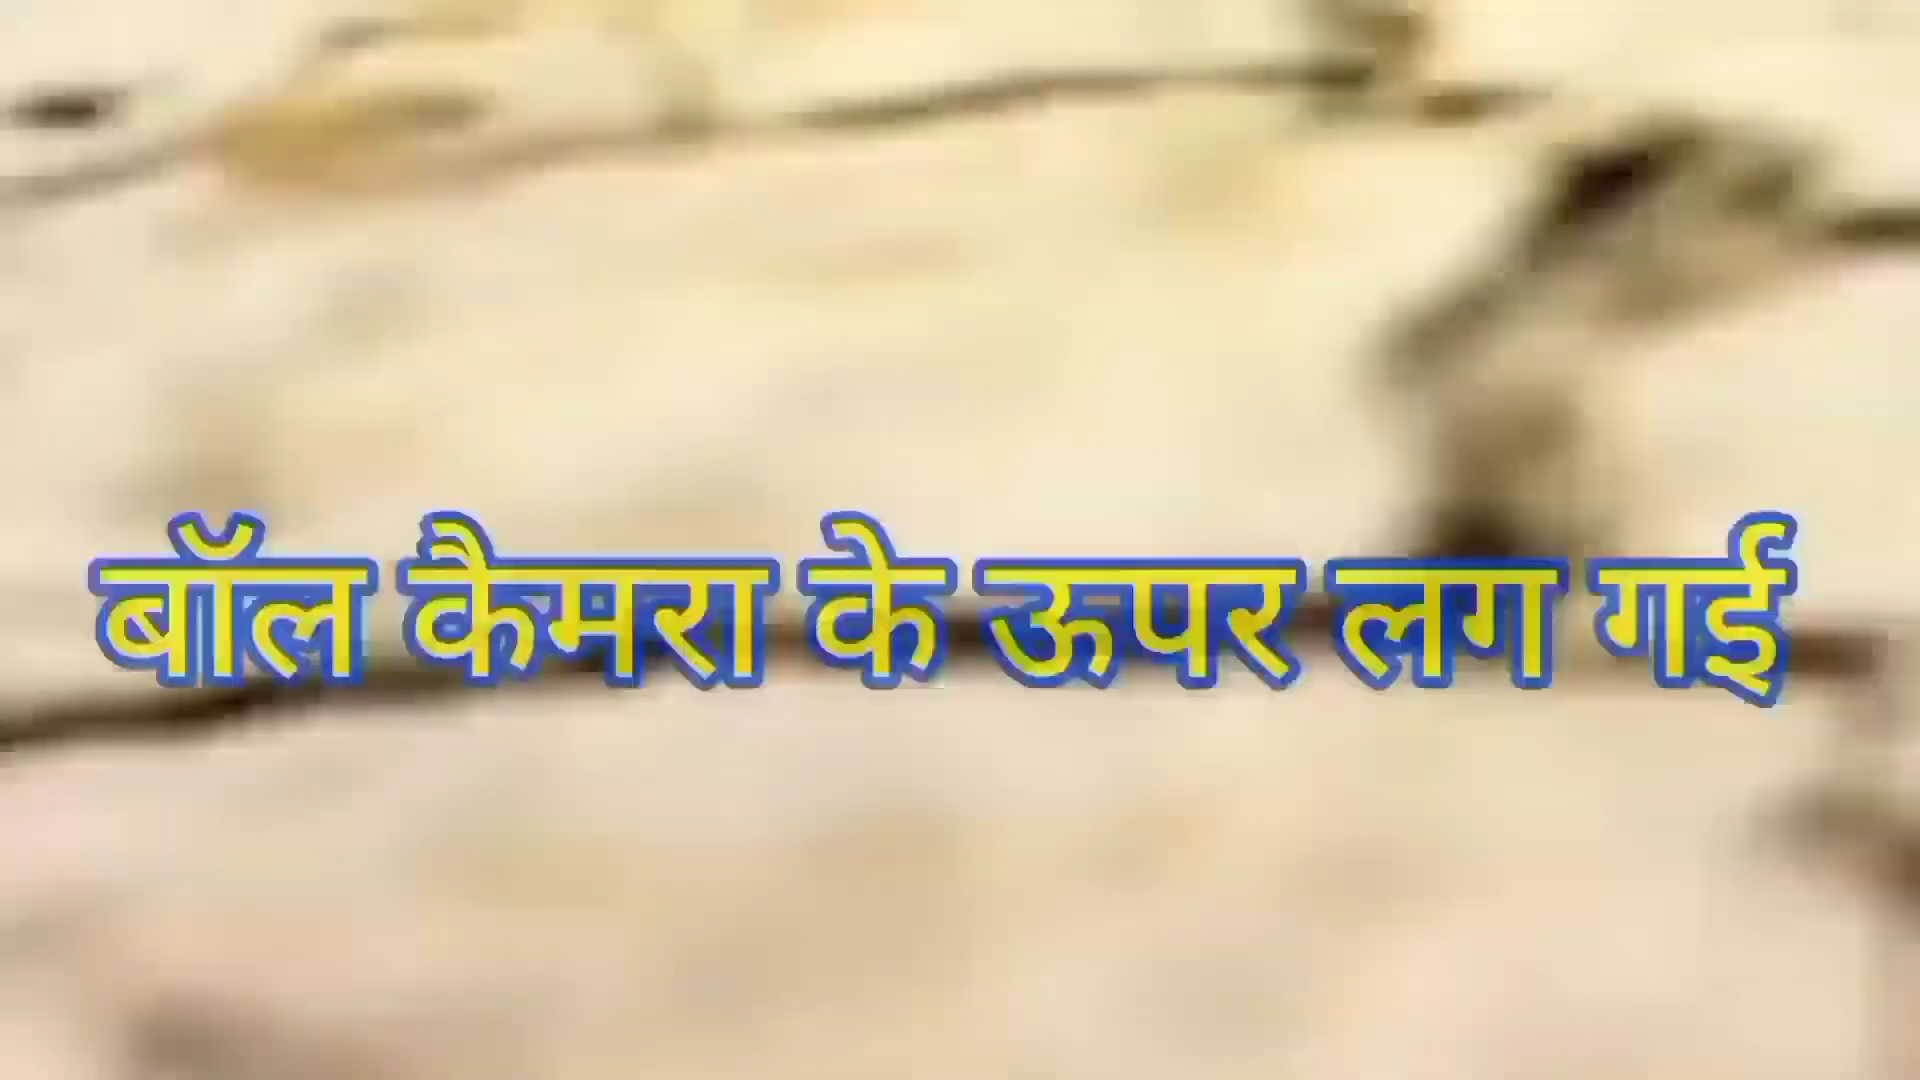 बॉल कैमरा के ऊपर लग गई